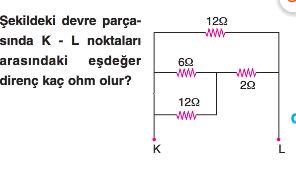 Şekildeki devre parça-
sında K - L noktaları
arasındaki eşdeğer
direnç kaç ohm olur?
12Ω
6Ω
2Ω
12Ω
K
L